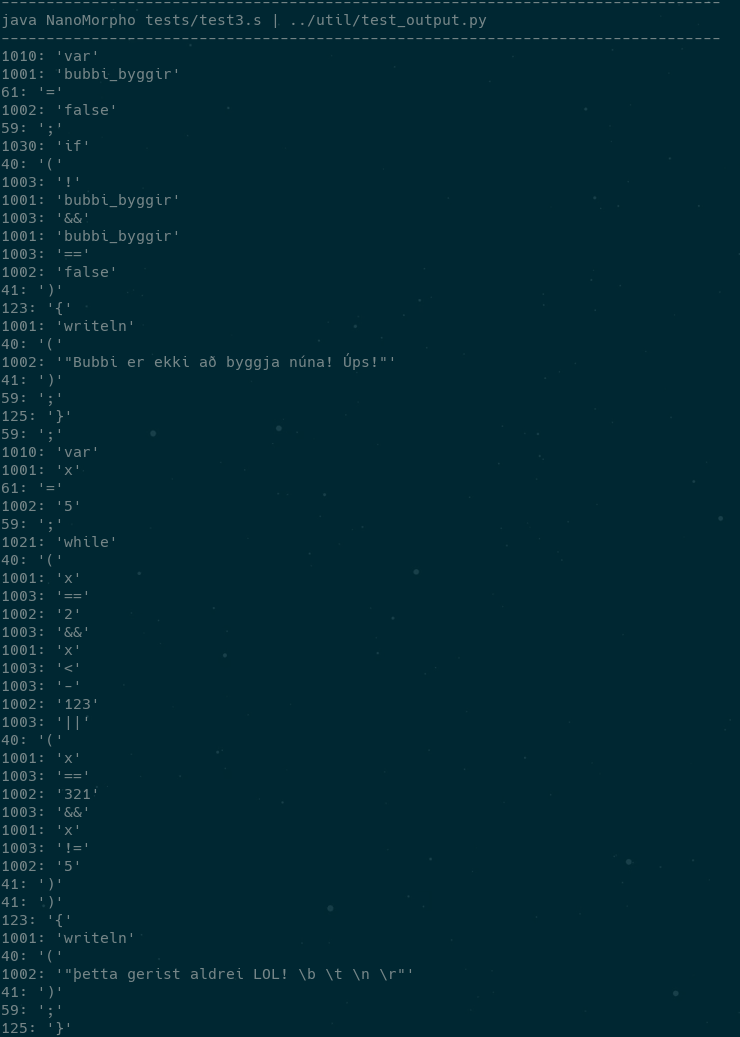 --------------------------------------------------------------------------------
java NanoMorpho tests/test3.s | ../util/test_output.py
--------------------------------------------------------------------------------
1010: 'var'
1001: 'bubbi_byggir'
61: '='
1002: 'false'
59: ';'
1030: 'if'
40: '('
1003: '!'
1001: 'bubbi_byggir'
1003: '&&'
1001: 'bubbi_byggir'
1003: '=='
1002: 'false'
41: ')'
123: '{'
1001: 'writeln'
40: '('
1002: '"Bubbi er ekki að byggja núna! Úps!"'
41: ')'
59: ';'
125: '}'
59: ';'
1010: 'var'
1001: 'x'
61: '='
1002: '5'
59: ';'
1021: 'while'
40: '('
1001: 'x'
1003: '=='
1002: '2'
1003: '&&'
1001: 'x'
1003: '<'
1003: '-'
1002: '123'
1003: '||'
40: '('
1001: 'x'
1003: '=='
1002: '321'
1003: '&&'
1001: 'x'
1003: '!='
1002: '5'
41: ')'
41: ')'
123: '{'
1001: 'writeln'
40: '('
1002: '"þetta gerist aldrei LOL! \b \t \n \r"'
41: ')'
59: ';'
125: '}'